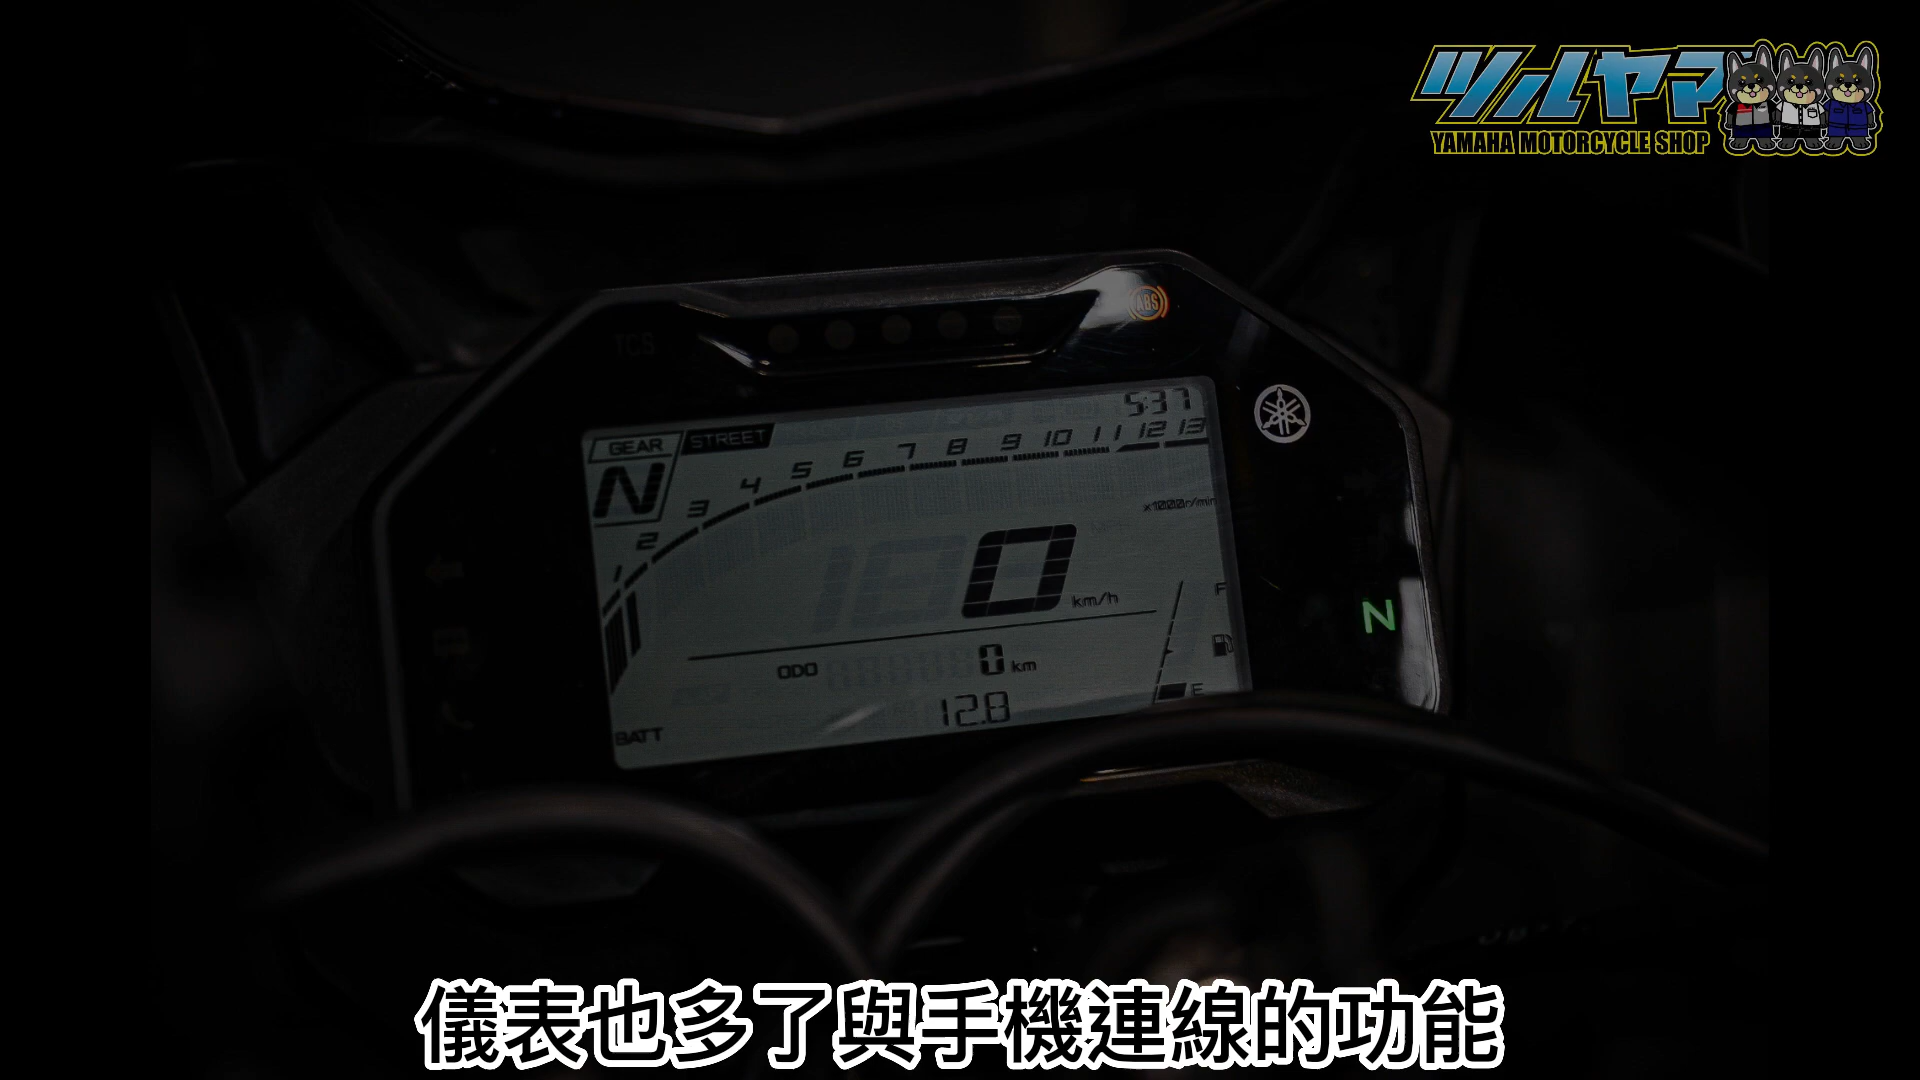 ツルヤマ
YAMAHA MOTORCYCLE SHOP
ABS
TCS
5:37
GEAR
STREET
N
1 2 3 4 5 6 7 8 9 10 11 12 13
x1000r/min
0 km/h
F
N
ODO 0 km
E
12.8
BATT
儀表也多了與手機連線的功能